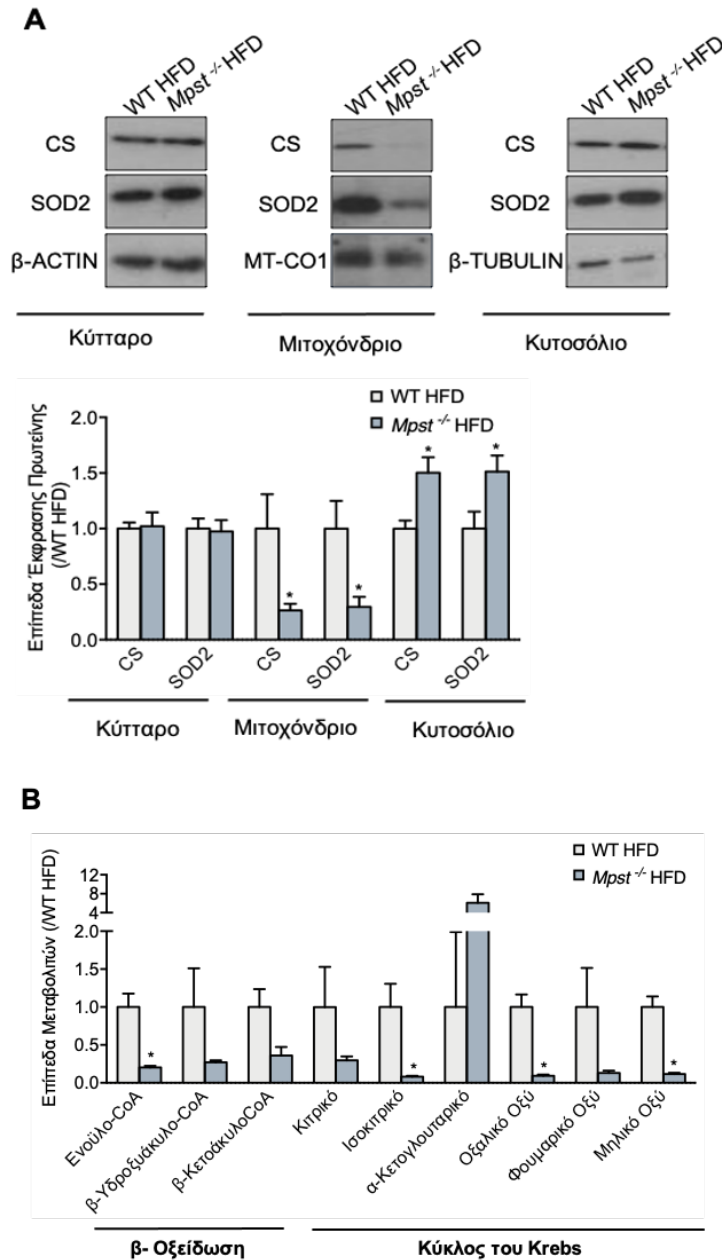 A
WT HFD Mpst -/- HFD WT HFD Mpst -/- HFD WT HFD Mpst -/- HFD
CS CS CS
SOD2 SOD2 SOD2
β-ACTIN MT-CO1 β-TUBULIN
Κύτταρο Μιτοχόνδριο Κυτοσόλιο
WT HFD
Mpst -/- HFD
Επίπεδα Έκφρασης Πρωτείνης
(/WT HFD)
2.0
1.5
1.0
0.5
0.0
* * * *
CS SOD2 CS SOD2 CS SOD2
Κύτταρο Μιτοχόνδριο Κυτοσόλιο
B
WT HFD
Mpst -/- HFD
Επίπεδα Μεταβολιτών (/WT HFD)
12
8
4
2.0
1.5
1.0
0.5
0.0
* * * *
Ενοϋλο-CoA β-Υδροξυάκυλο-CoA β-ΚετοάκυλοCoA Κιτρικό Ισοκιτρικό α-Κετογλουταρικό Οξαλικό Οξύ Φουμαρικό Οξύ Μηλικό Οξύ
β- Οξείδωση Κύκλος του Krebs